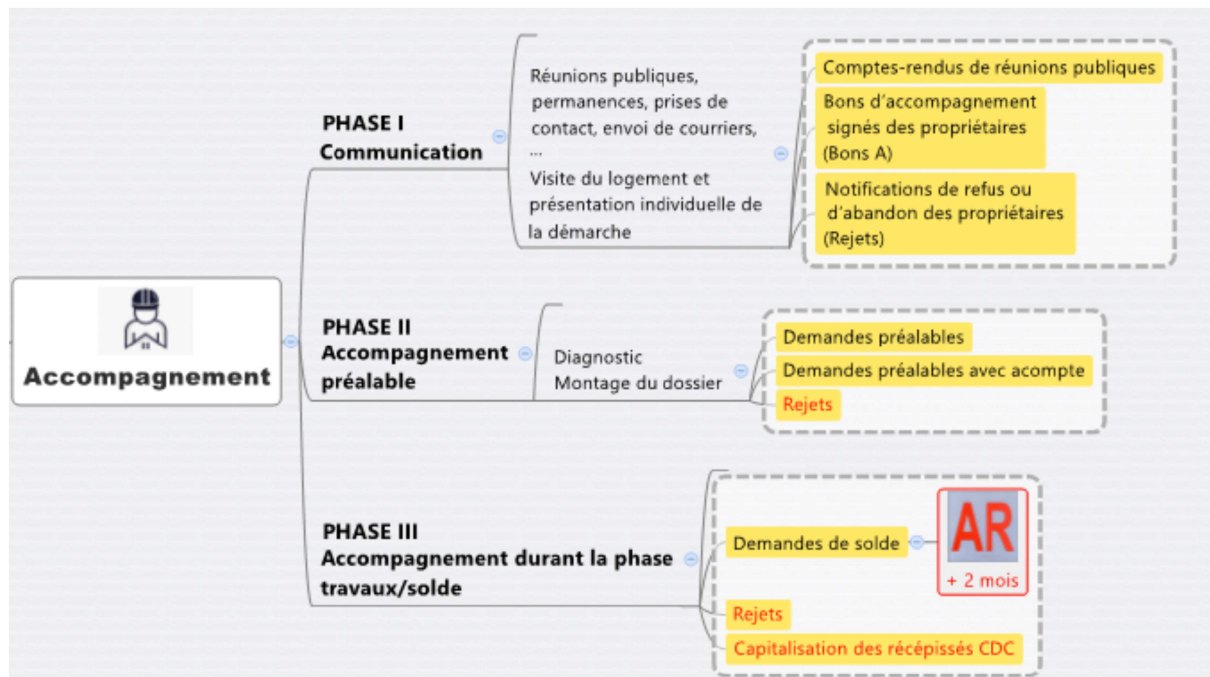 PHASE I
Communication
Réunions publiques,
permanences, prises de
contact, envoi de courriers,
...
Visite du logement et
présentation individuelle de
la démarche
Comptes-rendus de réunions publiques
Bons d'accompagnement
signés des propriétaires
(Bons A)
Notifications de refus ou
d'abandon des propriétaires
(Rejets)
Accompagnement
PHASE II
Accompagnement
préalable
Diagnostic
Montage du dossier
Demandes préalables
Demandes préalables avec acompte
Rejets
PHASE III
Accompagnement durant la phase
travaux/solde
Demandes de solde
AR
+ 2 mois
Rejets
Capitalisation des récépissés CDC